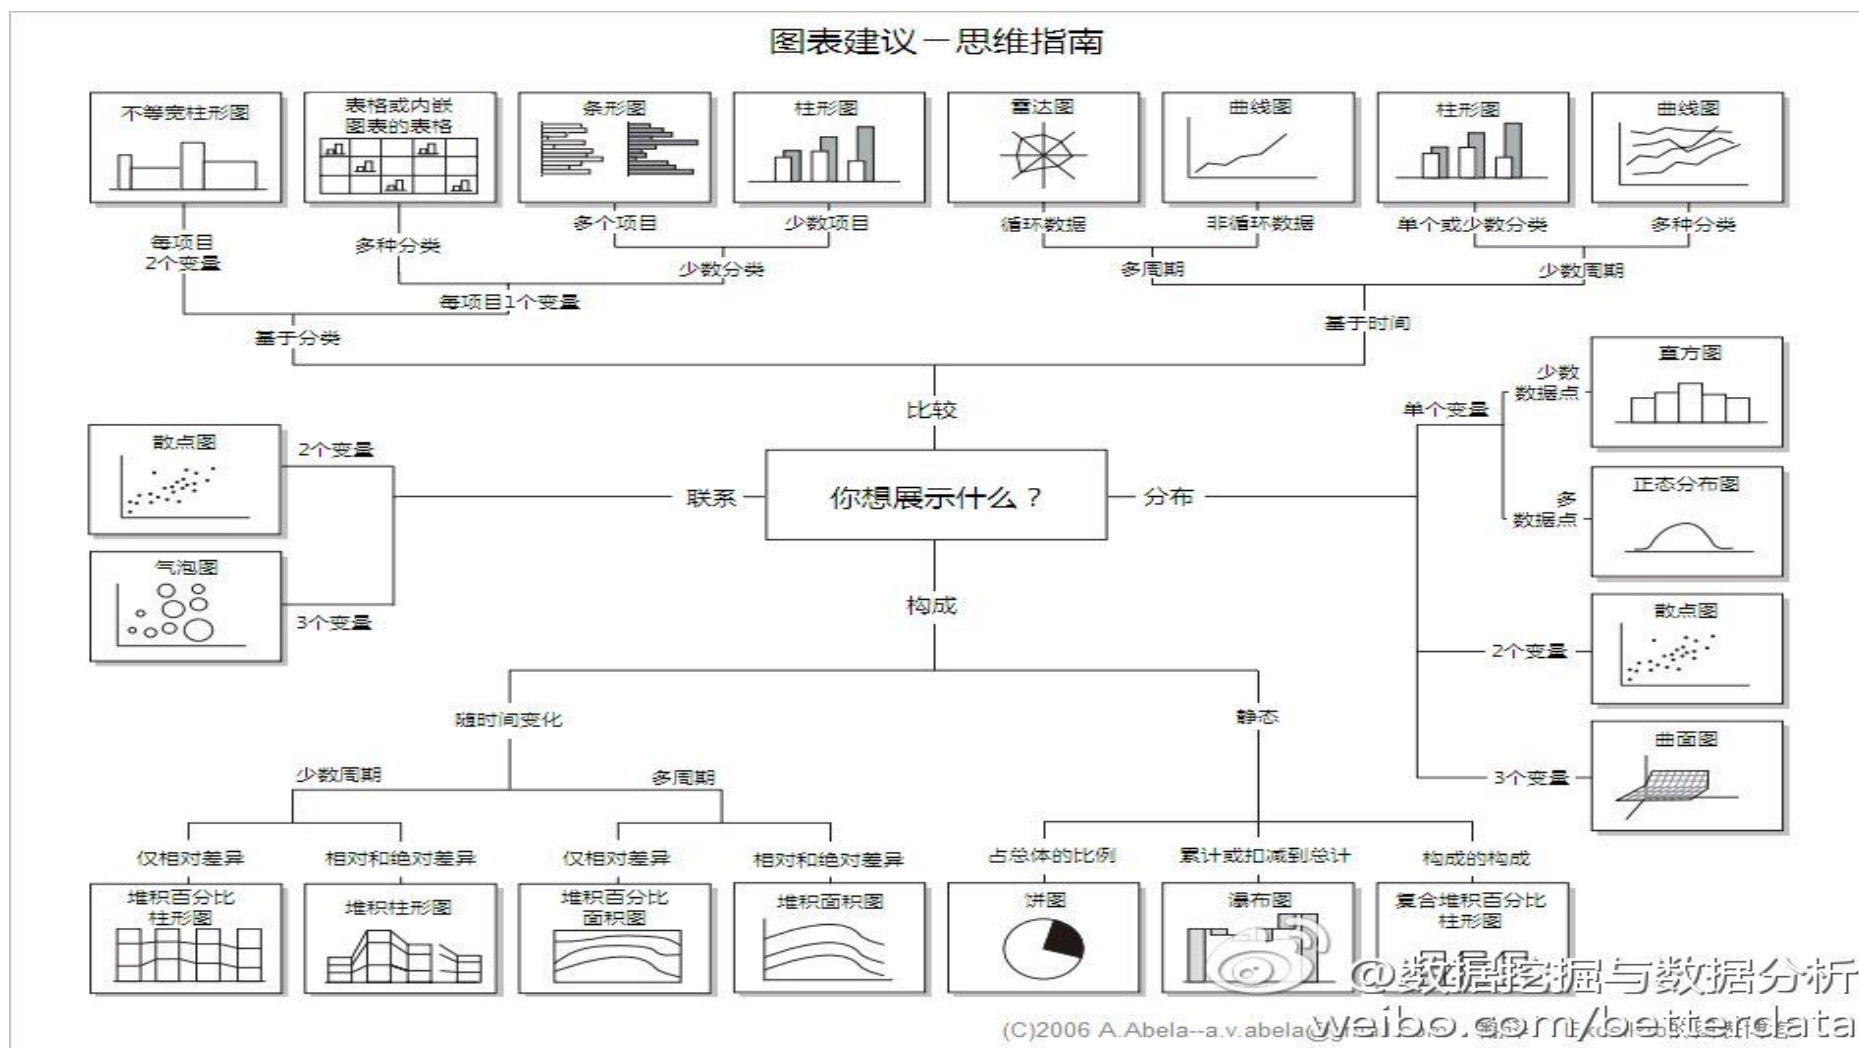 图表建议－思维指南
不等宽柱形图
表格或内嵌
图表的表格
条形图
柱形图
雷达图
曲线图
柱形图
曲线图
每项目
2个变量
多种分类
多个项目
少数项目
循环数据
非循环数据
单个或少数分类
多种分类
少数分类
多周期
少数周期
每项目1个变量
基于分类
基于时间
比较
散点图
2个变量
联系
你想展示什么？
分布
单个变量
少数
数据点
直方图
多
数据点
正态分布图
气泡图
3个变量
构成
2个变量
散点图
3个变量
曲面图
随时间变化
静态
少数周期
多周期
仅相对差异
相对和绝对差异
仅相对差异
相对和绝对差异
占总体的比例
累计或扣减到总计
构成的构成
堆积百分比
柱形图
堆积柱形图
堆积百分比
面积图
堆积面积图
饼图
瀑布图
复合堆积百分比
柱形图
@数据挖掘与数据分析
weibo.com/betterdata
(C)2006 A.Abela--a.v.abela@